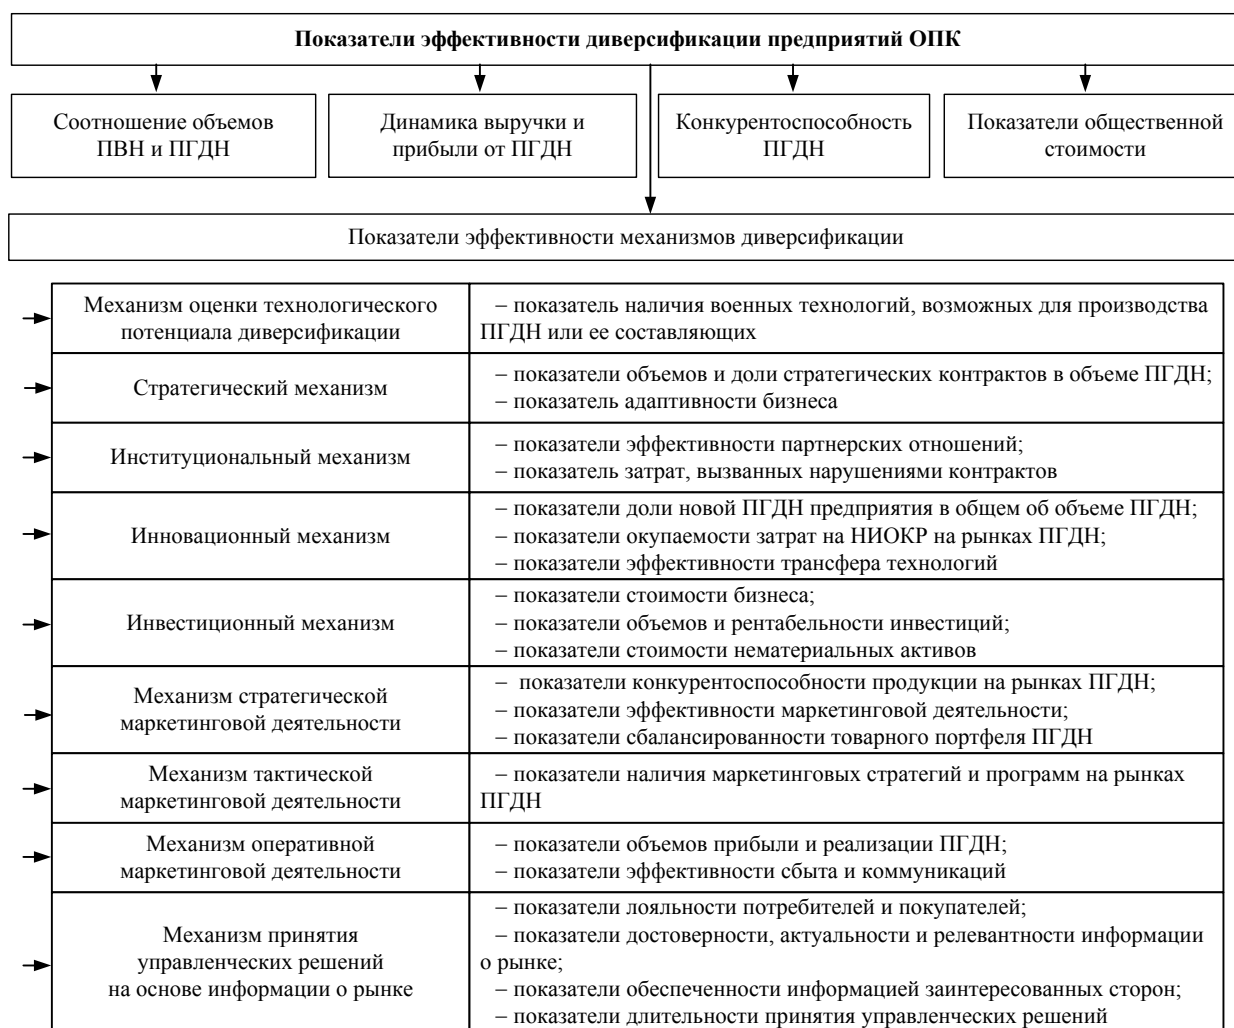 Показатели эффективности диверсификации предприятий ОПК
Соотношение объемов
ПВН и ПГДН
Динамика выручки и
прибыли от ПГДН
Конкурентоспособность
ПГДН
Показатели общественной
стоимости
Показатели эффективности механизмов диверсификации
Механизм оценки технологического
потенциала диверсификации
– показатель наличия военных технологий, возможных для производства
ПГДН или ее составляющих
Стратегический механизм
– показатели объемов и доли стратегических контрактов в объеме ПГДН;
– показатель адаптивности бизнеса
Институциональный механизм
– показатели эффективности партнерских отношений;
– показатель затрат, вызванных нарушениями контрактов
Инновационный механизм
– показатели доли новой ПГДН предприятия в общем об объеме ПГДН;
– показатели окупаемости затрат на НИОКР на рынках ПГДН;
– показатели эффективности трансфера технологий
Инвестиционный механизм
– показатели стоимости бизнеса;
– показатели объемов и рентабельности инвестиций;
– показатели стоимости нематериальных активов
Механизм стратегической
маркетинговой деятельности
– показатели конкурентоспособности продукции на рынках ПГДН;
– показатели эффективности маркетинговой деятельности;
– показатели сбалансированности товарного портфеля ПГДН
Механизм тактической
маркетинговой деятельности
– показатели наличия маркетинговых стратегий и программ на рынках
ПГДН
Механизм оперативной
маркетинговой деятельности
– показатели объемов прибыли и реализации ПГДН;
– показатели эффективности сбыта и коммуникаций
Механизм принятия
управленческих решений
на основе информации о рынке
– показатели лояльности потребителей и покупателей;
– показатели достоверности, актуальности и релевантности информации
о рынке;
– показатели обеспеченности информацией заинтересованных сторон;
– показатели длительности принятия управленческих решений